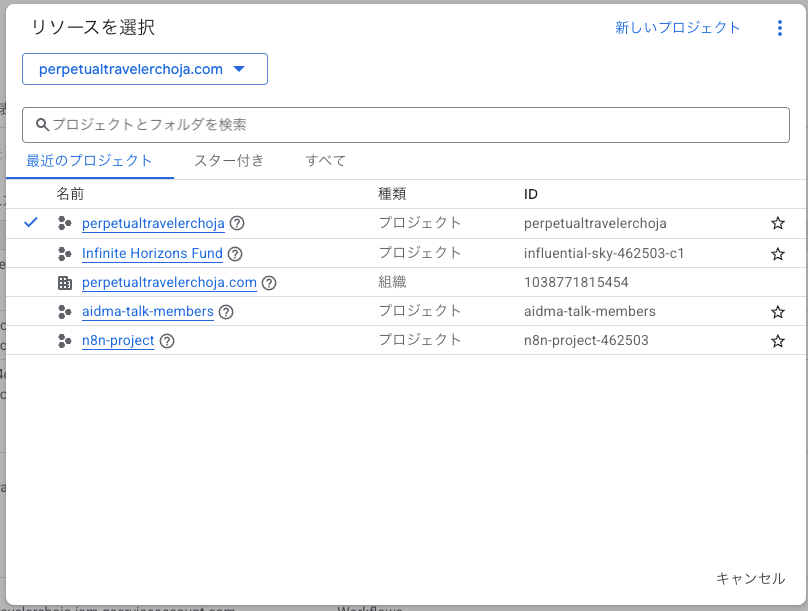 リソースを選択
新しいプロジェクト
perpetualtravelerchoja.com
プロジェクトとフォルダを検索
最近のプロジェクト スター付き すべて
名前 種類 ID
perpetualtravelerchoja プロジェクト perpetualtravelerchoja
Infinite Horizons Fund プロジェクト influential-sky-462503-c1
perpetualtravelerchoja.com 組織 1038771815454
aidma-talk-members プロジェクト aidma-talk-members
n8n-project プロジェクト n8n-project-462503
キャンセル